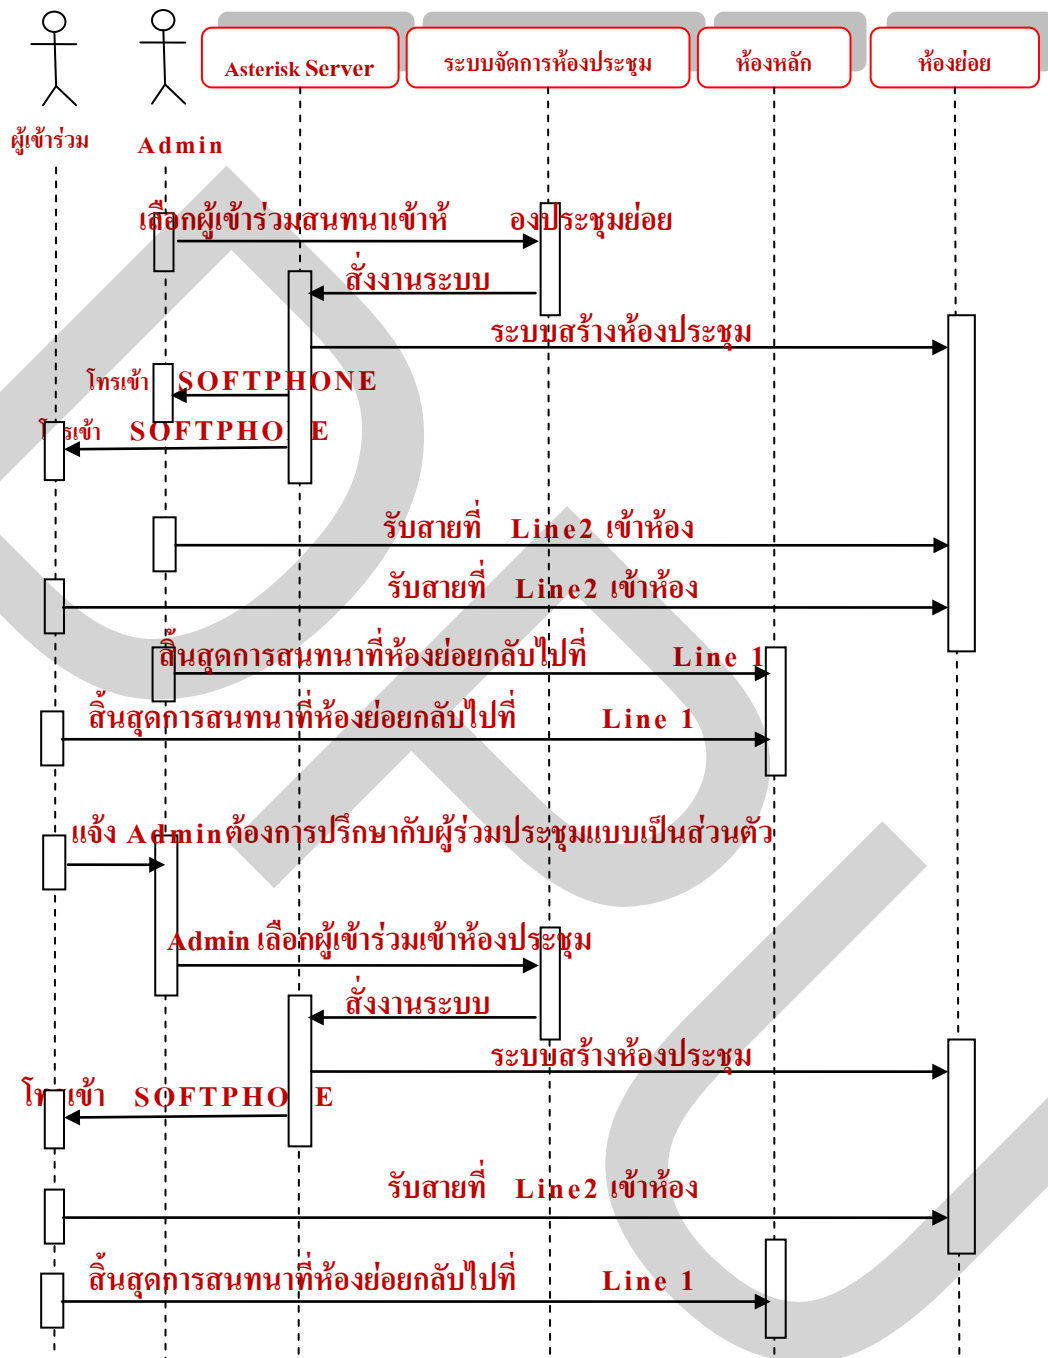 Asterisk Server
ระบบจัดการห้องประชุม
ห้องหลัก
ห้องย่อย
ผู้เข้าร่วม
Admin
เลือกผู้เข้าร่วมสนทนาเข้าห้องประชุมย่อย
สั่งงานระบบ
ระบบสร้างห้องประชุม
โทรเข้า SOFTPHONE
โทรเข้า SOFTPHONE
รับสายที่ Line2 เข้าห้อง
รับสายที่ Line2 เข้าห้อง
สิ้นสุดการสนทนาที่ห้องย่อยกลับไปที่ Line 1
สิ้นสุดการสนทนาที่ห้องย่อยกลับไปที่ Line 1
แจ้ง Admin ต้องการปรึกษากับผู้ร่วมประชุมแบบเป็นส่วนตัว
Admin เลือกผู้เข้าร่วมเข้าห้องประชุม
สั่งงานระบบ
ระบบสร้างห้องประชุม
โทรเข้า SOFTPHONE
รับสายที่ Line2 เข้าห้อง
สิ้นสุดการสนทนาที่ห้องย่อยกลับไปที่ Line 1